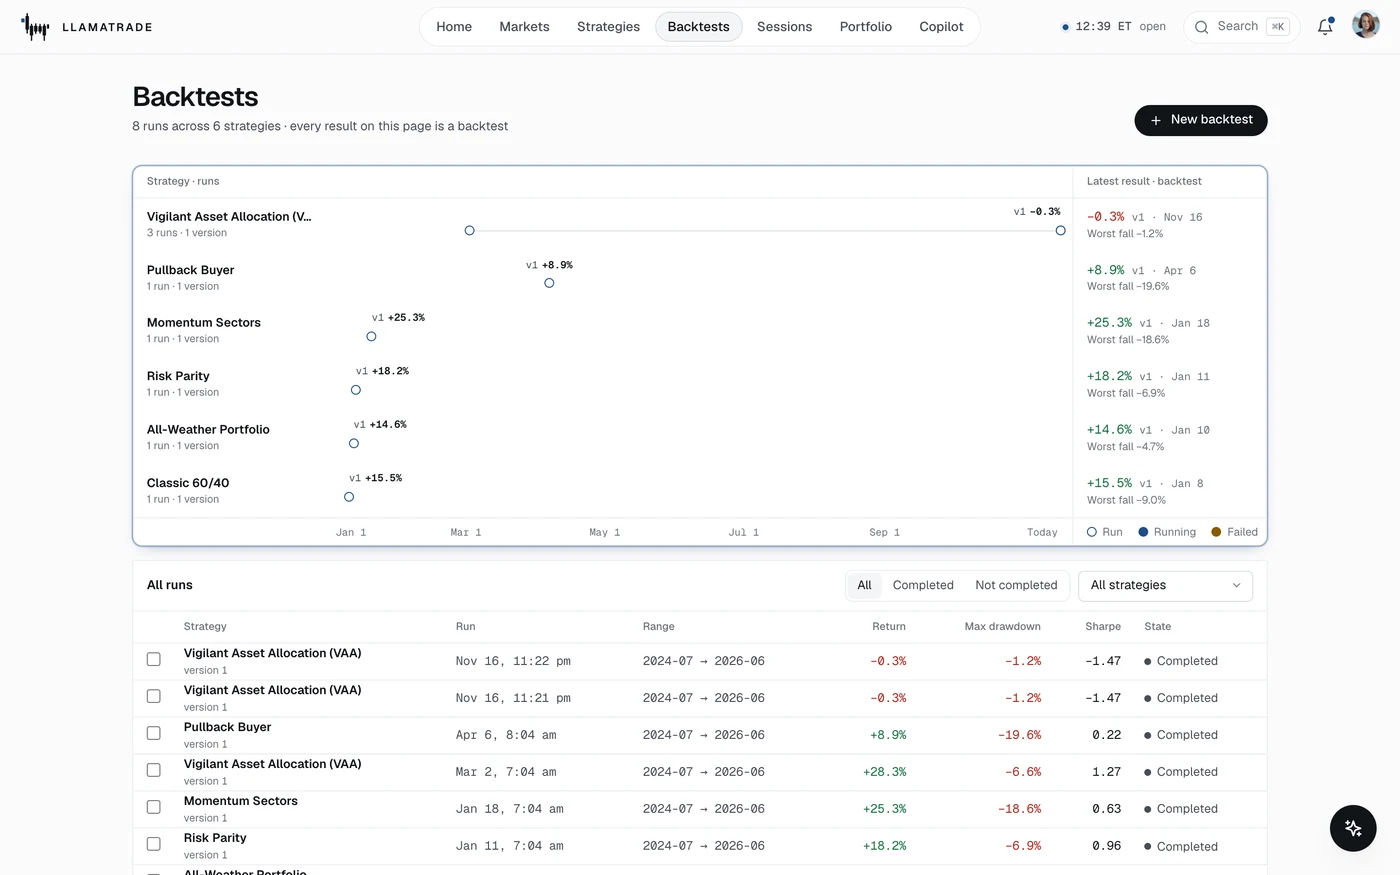 LLAMATRADE
Home Markets Strategies Backtests Sessions Portfolio Copilot
12:39 ET open
Search ⌘K
Backtests
8 runs across 6 strategies · every result on this page is a backtest
+ New backtest
Strategy · runs
Latest result · backtest
Vigilant Asset Allocation (V...
3 runs · 1 version
v1 −0.3%
−0.3% v1 · Nov 16
Worst fall −1.2%
Pullback Buyer
1 run · 1 version
v1 +8.9%
+8.9% v1 · Apr 6
Worst fall −19.6%
Momentum Sectors
1 run · 1 version
v1 +25.3%
+25.3% v1 · Jan 18
Worst fall −18.6%
Risk Parity
1 run · 1 version
v1 +18.2%
+18.2% v1 · Jan 11
Worst fall −6.9%
All-Weather Portfolio
1 run · 1 version
v1 +14.6%
+14.6% v1 · Jan 10
Worst fall −4.7%
Classic 60/40
1 run · 1 version
v1 +15.5%
+15.5% v1 · Jan 8
Worst fall −9.0%
Jan 1 Mar 1 May 1 Jul 1 Sep 1 Today
Run Running Failed
All runs
All Completed Not completed
All strategies
Strategy Run Range Return Max drawdown Sharpe State
Vigilant Asset Allocation (VAA)
version 1
Nov 16, 11:22 pm 2024-07 → 2026-06 −0.3% −1.2% −1.47 Completed
Vigilant Asset Allocation (VAA)
version 1
Nov 16, 11:21 pm 2024-07 → 2026-06 −0.3% −1.2% −1.47 Completed
Pullback Buyer
version 1
Apr 6, 8:04 am 2024-07 → 2026-06 +8.9% −19.6% 0.22 Completed
Vigilant Asset Allocation (VAA)
version 1
Mar 2, 7:04 am 2024-07 → 2026-06 +28.3% −6.6% 1.27 Completed
Momentum Sectors
version 1
Jan 18, 7:04 am 2024-07 → 2026-06 +25.3% −18.6% 0.63 Completed
Risk Parity
version 1
Jan 11, 7:04 am 2024-07 → 2026-06 +18.2% −6.9% 0.96 Completed
All-Weather Portfolio